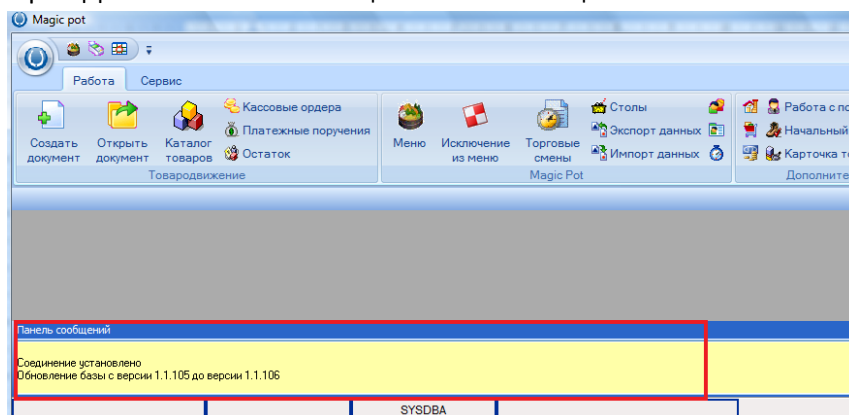 Magic pot
Работа Сервис
Создать документ
Открыть документ
Каталог товаров
Кассовые ордера
Платежные поручения
Остаток
Товародвижение
Меню
Исключение из меню
Торговые смены
Столы
Экспорт данных
Импорт данных
Magic Pot
Работа с по
Начальный
Карточка т
Дополните
Панель сообщений
Соединение установлено
Обновление базы с версии 1.1.105 до версии 1.1.106
SYSDBA